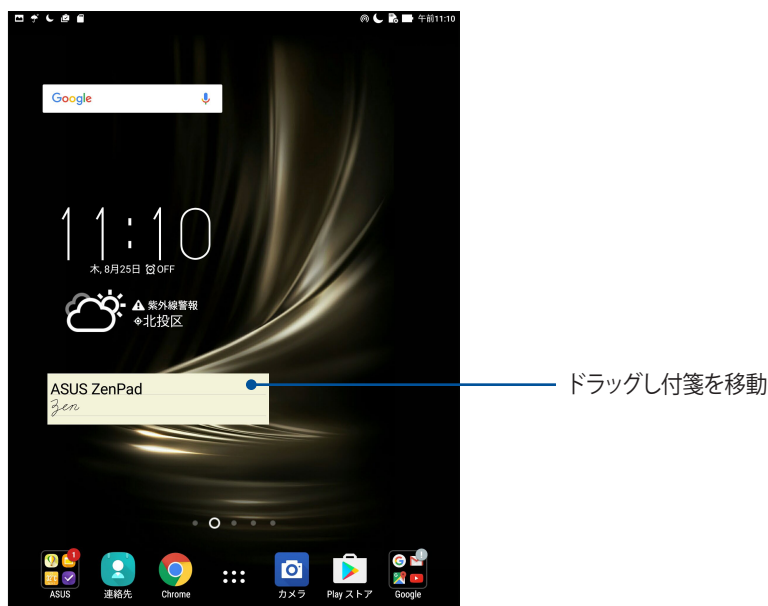 午前11:10
Google
11:10
木, 8月25日 OFF
紫外線警報
北投区
ASUS ZenPad
Zen
ドラッグし付箋を移動
1
1
ASUS
連絡先
Chrome
カメラ
Play ストア
Google